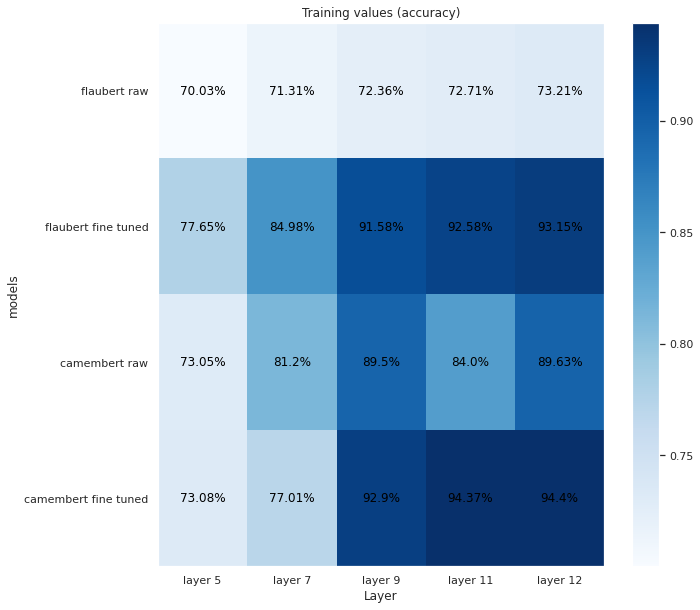 Training values (accuracy)
flaubert raw 70.03% 71.31% 72.36% 72.71% 73.21%
0.90
flaubert fine tuned 77.65% 84.98% 91.58% 92.58% 93.15%
0.85
models
0.80
camembert raw 73.05% 81.2% 89.5% 84.0% 89.63%
0.75
camembert fine tuned 73.08% 77.01% 92.9% 94.37% 94.4%
layer 5 layer 7 layer 9 layer 11 layer 12
Layer